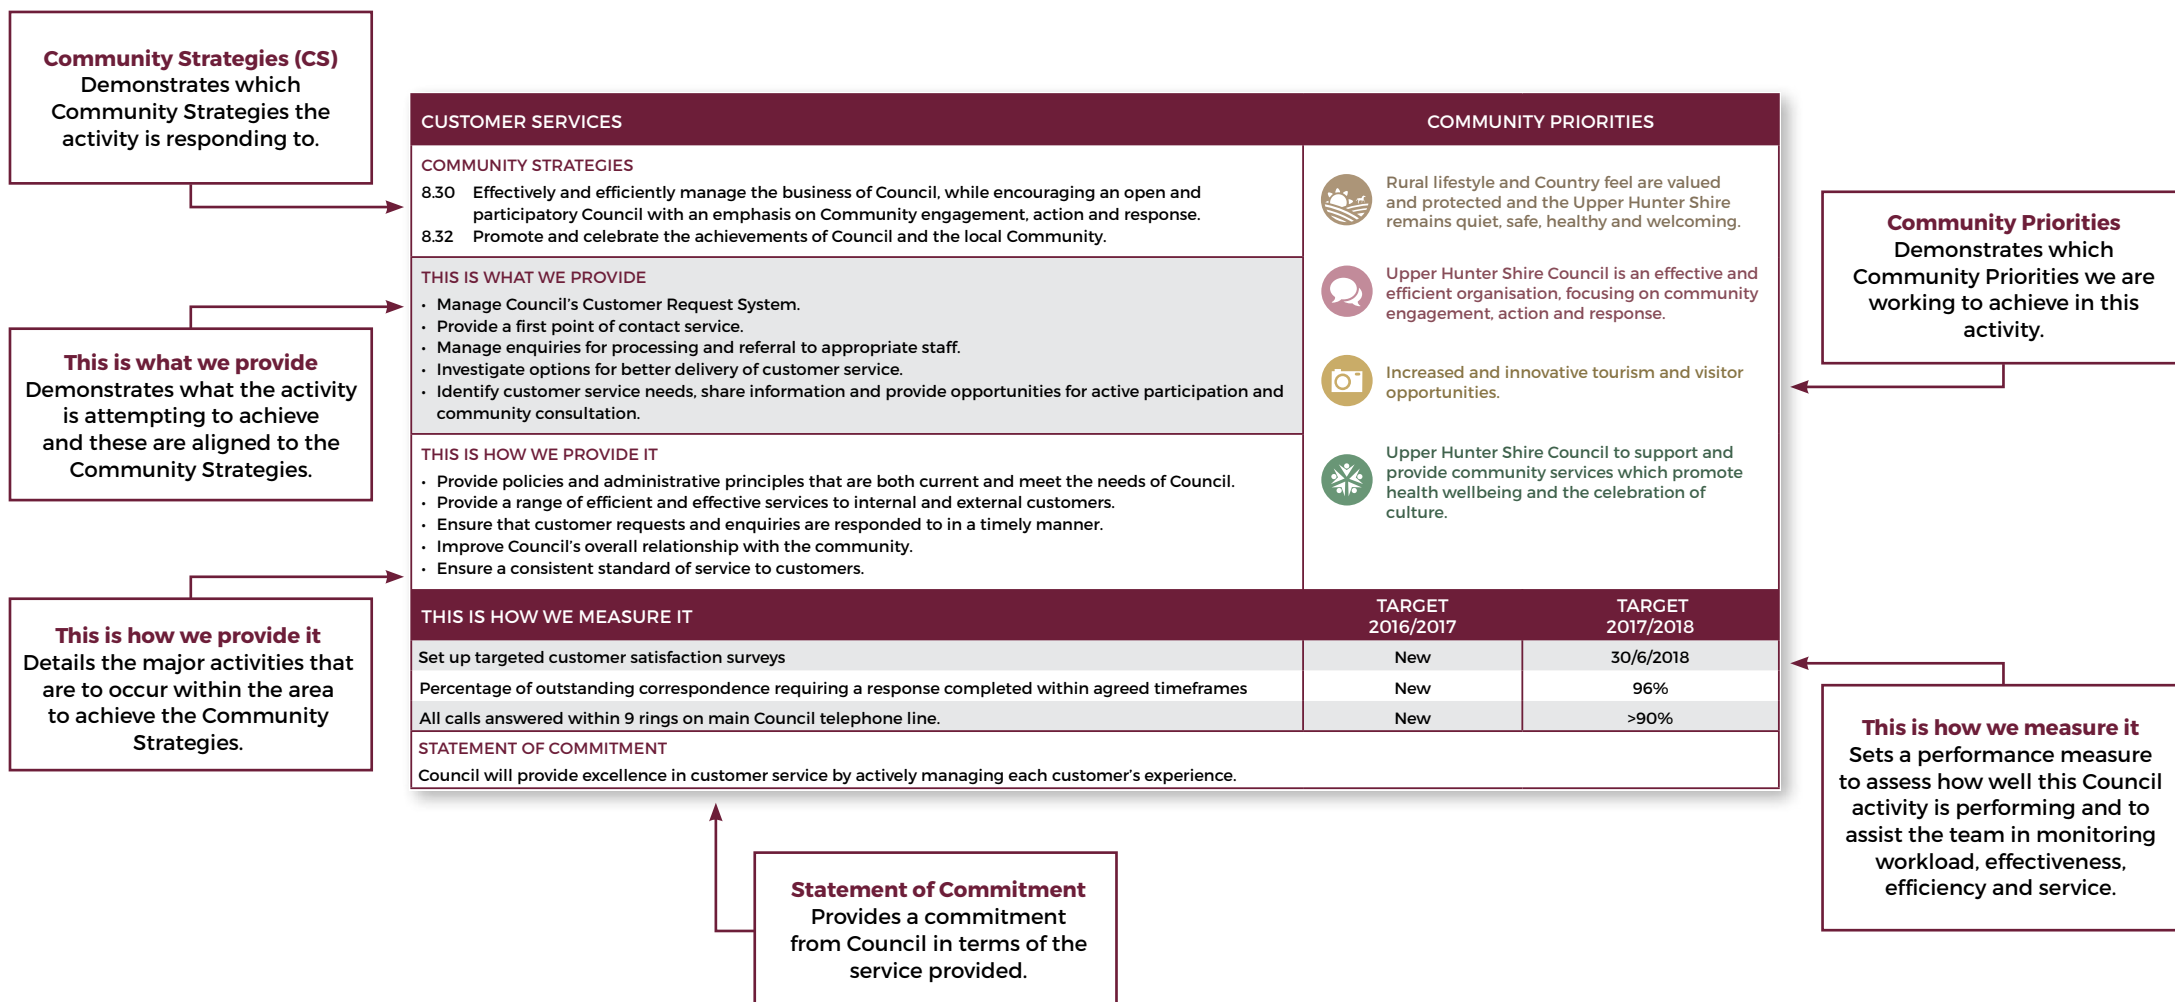 Community Strategies (CS)
Demonstrates which
Community Strategies the
activity is responding to.
This is what we provide
Demonstrates what the activity
is attempting to achieve
and these are aligned to the
Community Strategies.
This is how we provide it
Details the major activities that
are to occur within the area
to achieve the Community
Strategies.
CUSTOMER SERVICES
COMMUNITY PRIORITIES
COMMUNITY STRATEGIES
8.30 Effectively and efficiently manage the business of Council, while encouraging an open and
participatory Council with an emphasis on Community engagement, action and response.
8.32 Promote and celebrate the achievements of Council and the local Community.
THIS IS WHAT WE PROVIDE
• Manage Council's Customer Request System.
• Provide a first point of contact service.
• Manage enquiries for processing and referral to appropriate staff.
• Investigate options for better delivery of customer service.
• Identify customer service needs, share information and provide opportunities for active participation and
community consultation.
THIS IS HOW WE PROVIDE IT
• Provide policies and administrative principles that are both current and meet the needs of Council.
• Provide a range of efficient and effective services to internal and external customers.
• Ensure that customer requests and enquiries are responded to in a timely manner.
• Improve Council's overall relationship with the community.
• Ensure a consistent standard of service to customers.
Rural lifestyle and Country feel are valued
and protected and the Upper Hunter Shire
remains quiet, safe, healthy and welcoming.
Upper Hunter Shire Council is an effective and
efficient organisation, focusing on community
engagement, action and response.
Increased and innovative tourism and visitor
opportunities.
Upper Hunter Shire Council to support and
provide community services which promote
health wellbeing and the celebration of
culture.
THIS IS HOW WE MEASURE IT
TARGET
2016/2017
TARGET
2017/2018
Set up targeted customer satisfaction surveys New 30/6/2018
Percentage of outstanding correspondence requiring a response completed within agreed timeframes New 96%
All calls answered within 9 rings on main Council telephone line. New >90%
STATEMENT OF COMMITMENT
Council will provide excellence in customer service by actively managing each customer's experience.
Community Priorities
Demonstrates which
Community Priorities we are
working to achieve in this
activity.
This is how we measure it
Sets a performance measure
to assess how well this Council
activity is performing and to
assist the team in monitoring
workload, effectiveness,
efficiency and service.
Statement of Commitment
Provides a commitment
from Council in terms of the
service provided.